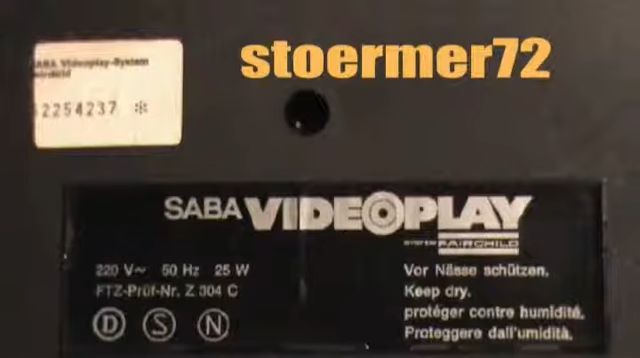 SABA Videoplay-System
2254237 *
stoermer72
SABA VIDEOPLAY
SYSTEM FAIRCHILD
220 V~ 50 Hz 25 W
FTZ-Prüf-Nr. Z 304 C
D S N
Vor Nässe schützen.
Keep dry.
protéger contre humidité.
Proteggere dall'umidità.